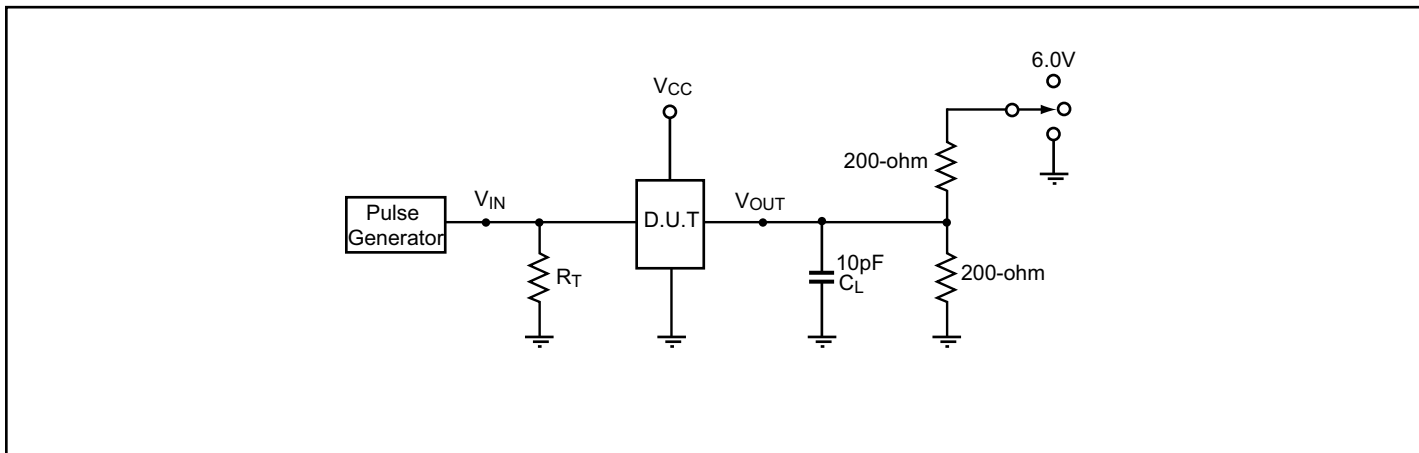 6.0V
VCC
200-ohm
Pulse
Generator
VIN
D.U.T
VOUT
RT
10pF
CL
200-ohm